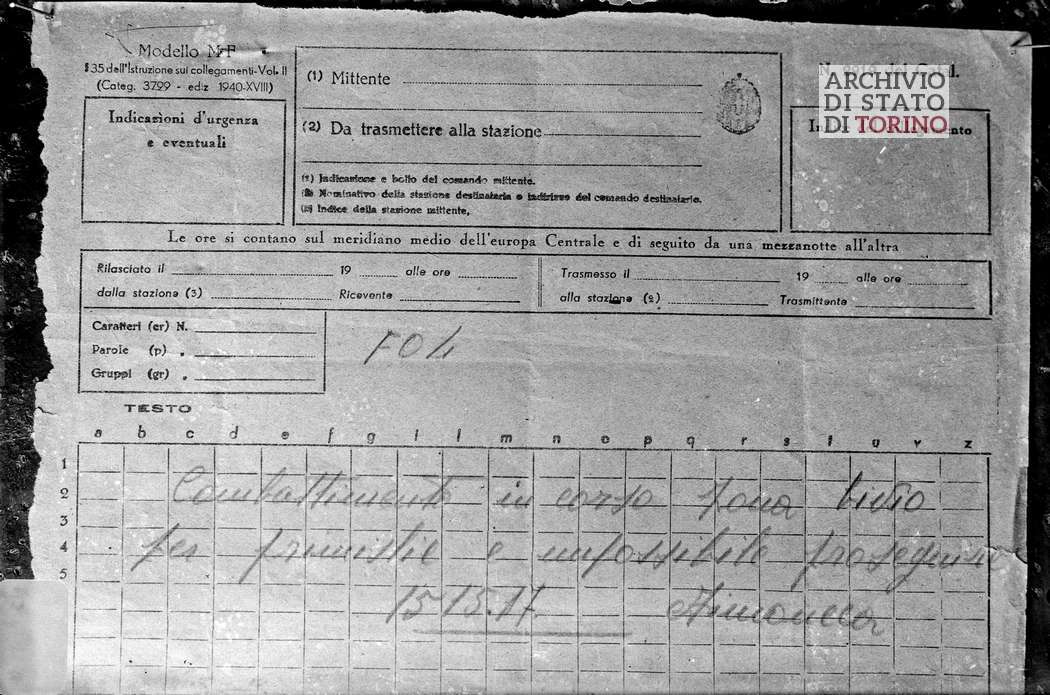 Modello M-F
§ 35 dell'Istruzione sui collegamenti-Vol. II
(Categ. 3799 - ediz 1940-XVIII)
Indicazioni d'urgenza
e eventuali
(1) Mittente
(2) Da trasmettere alla stazione
(1) Indicazione e bollo del comando mittente.
(2) Nominativo della stazione destinataria e indirizzo del comando destinatario.
(3) Indice della stazione mittente.
ARCHIVIO
DI STATO
DI TORINO
Le ore si contano sul meridiano medio dell'europa Centrale e di seguito da una mezzanotte all'altra
Rilasciato il 19 alle ore
dalla stazione (3) Ricevente
Trasmesso il 19 alle ore
alla stazione (2) Trasmittente
Caratteri (cr) N.
Parole (p) "
Gruppi (gr) "
TESTO
a b c d e f g i l m n o p q r s t u v z
1
2 Combattimento in corso zona
3
4 per è impossibile proseguire
5
15.15.17